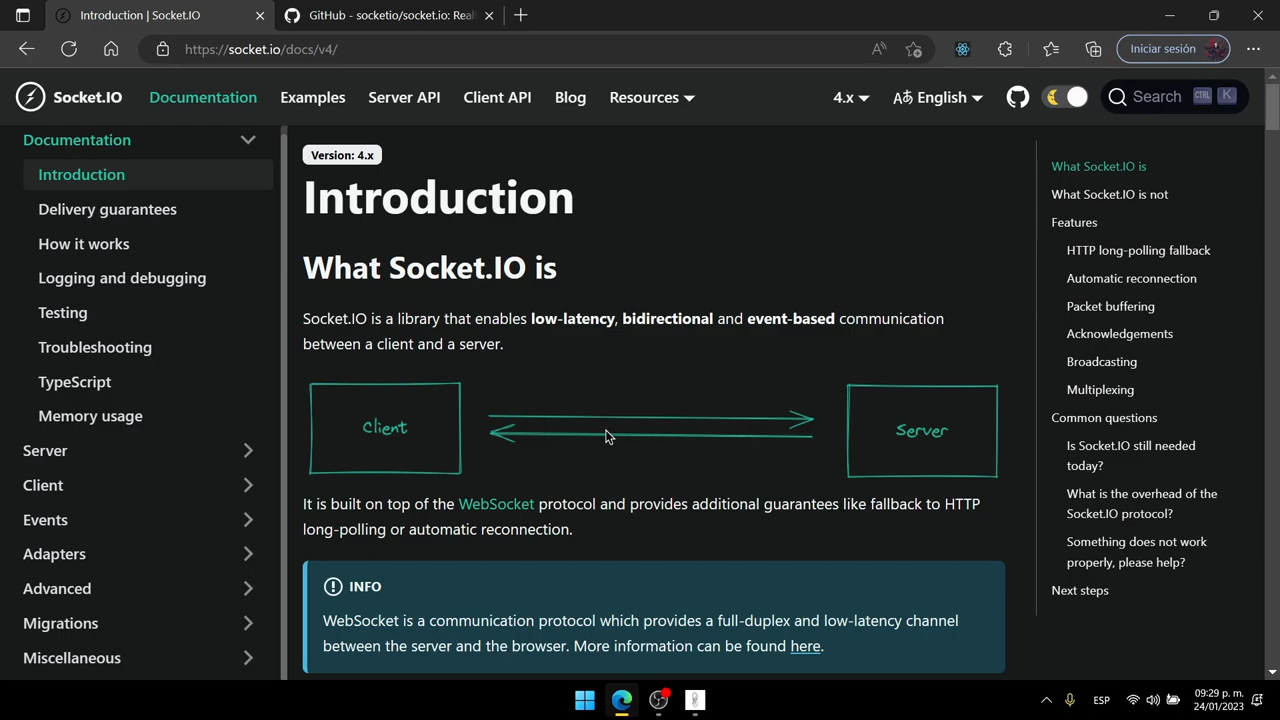 Introduction | Socket.IO
GitHub - socketio/socket.io: Real
https://socket.io/docs/v4/
Iniciar sesión
Socket.IO
Documentation
Examples
Server API
Client API
Blog
Resources
4.x
English
Search
CTRL
K
Documentation
Introduction
Delivery guarantees
How it works
Logging and debugging
Testing
Troubleshooting
TypeScript
Memory usage
Server
Client
Events
Adapters
Advanced
Migrations
Miscellaneous
Version: 4.x
Introduction
What Socket.IO is
Socket.IO is a library that enables low-latency, bidirectional and event-based communication
between a client and a server.
Client
Server
It is built on top of the WebSocket protocol and provides additional guarantees like fallback to HTTP
long-polling or automatic reconnection.
INFO
WebSocket is a communication protocol which provides a full-duplex and low-latency channel
between the server and the browser. More information can be found here.
What Socket.IO is
What Socket.IO is not
Features
HTTP long-polling fallback
Automatic reconnection
Packet buffering
Acknowledgements
Broadcasting
Multiplexing
Common questions
Is Socket.IO still needed
today?
What is the overhead of the
Socket.IO protocol?
Something does not work
properly, please help?
Next steps
ESP
09:29 p. m.
24/01/2023